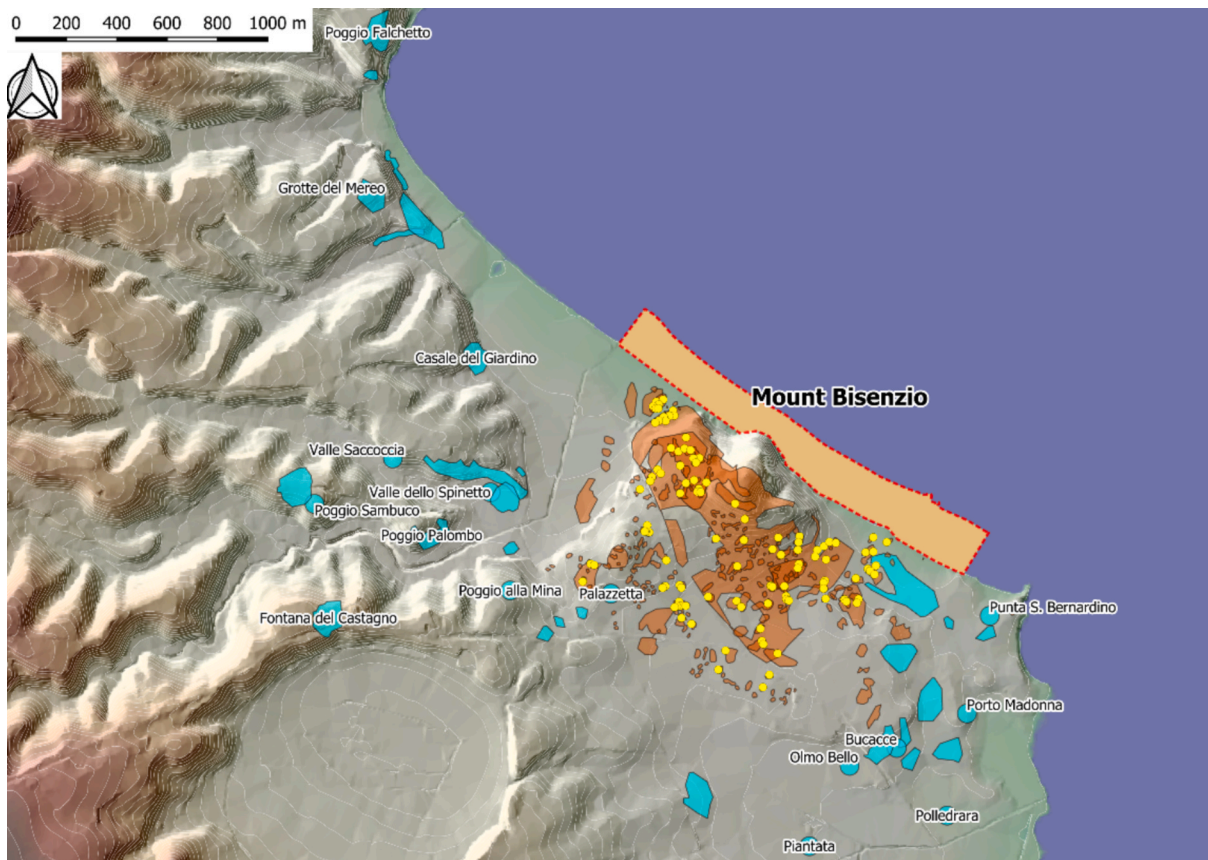 0 200 400 600 800 1000 m
Poggio Falchetto
Grotte del Mereo
Casale del Giardino
Mount Bisenzio
Valle Saccoccia
Valle dello Spinetto
Poggio Sambuco
Poggio Palombo
Poggio alla Mina
Palazzetta
Punta S. Bernardino
Fontana del Castagno
Porto Madonna
Bucacce
Olmo Bello
Polledrara
Piantata